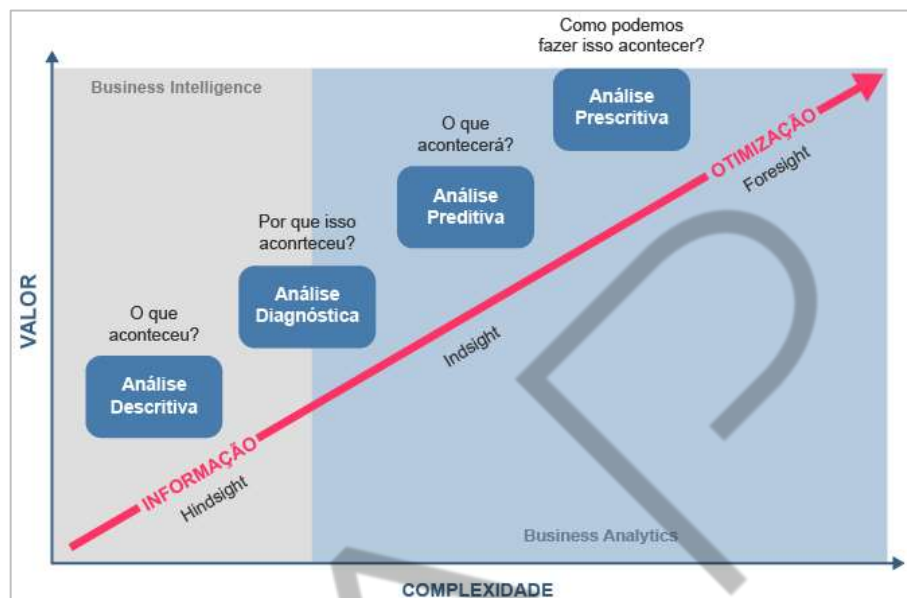 Como podemos
fazer isso acontecer?
Business Intelligence
Análise
Prescritiva
O que
acontecerá?
OTIMIZAÇÃO
Foresight
Análise
Preditiva
Por que isso
aconrteceu?
VALOR
Análise
Diagnóstica
O que
aconteceu?
Indsight
Análise
Descritiva
INFORMAÇÃO
Hindsight
Business Analytics
COMPLEXIDADE